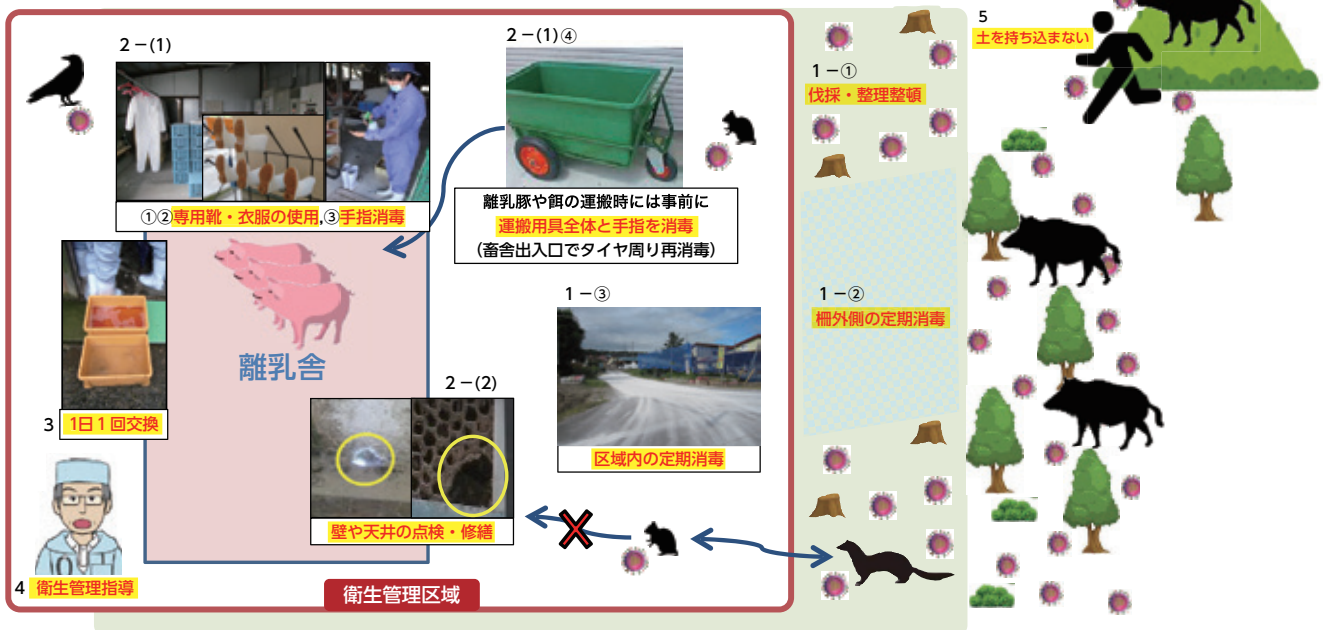 2－(1)
①②専用靴・衣服の使用,③手指消毒
2－(1)④
離乳豚や餌の運搬時には事前に
運搬用具全体と手指を消毒
（畜舎出入口でタイヤ周り再消毒）
1－①
伐採・整理整頓
5
土を持ち込まない
離乳舎
3 1日1回交換
2－(2)
壁や天井の点検・修繕
1－③
区域内の定期消毒
1－②
柵外側の定期消毒
4 衛生管理指導
衛生管理区域